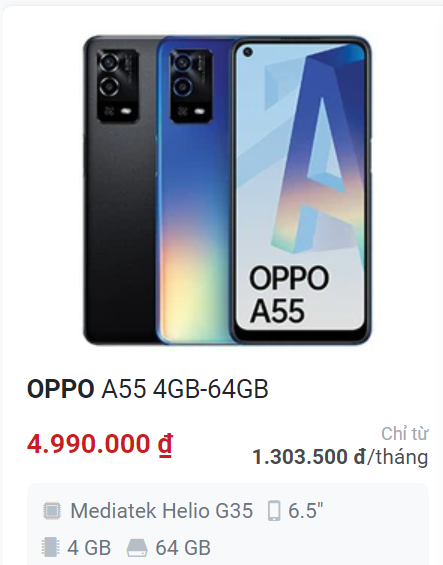 OPPO
A55
OPPO A55 4GB-64GB
4.990.000 ₫
Chỉ từ
1.303.500 đ/tháng
Mediatek Helio G35 6.5"
4 GB 64 GB